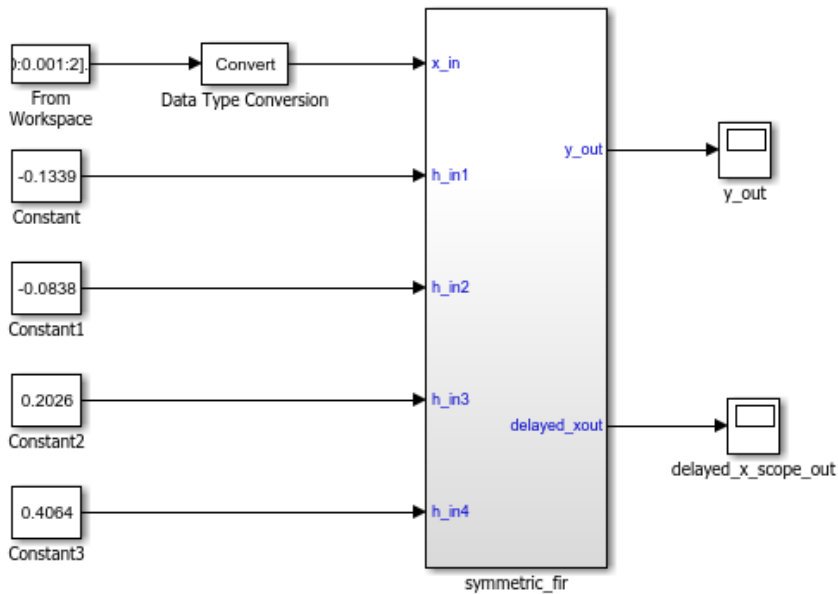 ):0.001:2].
Convert
x_in
From
Workspace
Data Type Conversion
y_out
y_out
-0.1339
h_in1
Constant
-0.0838
h_in2
Constant1
0.2026
h_in3
Constant2
delayed_xout
delayed_x_scope_out
0.4064
h_in4
Constant3
symmetric_fir